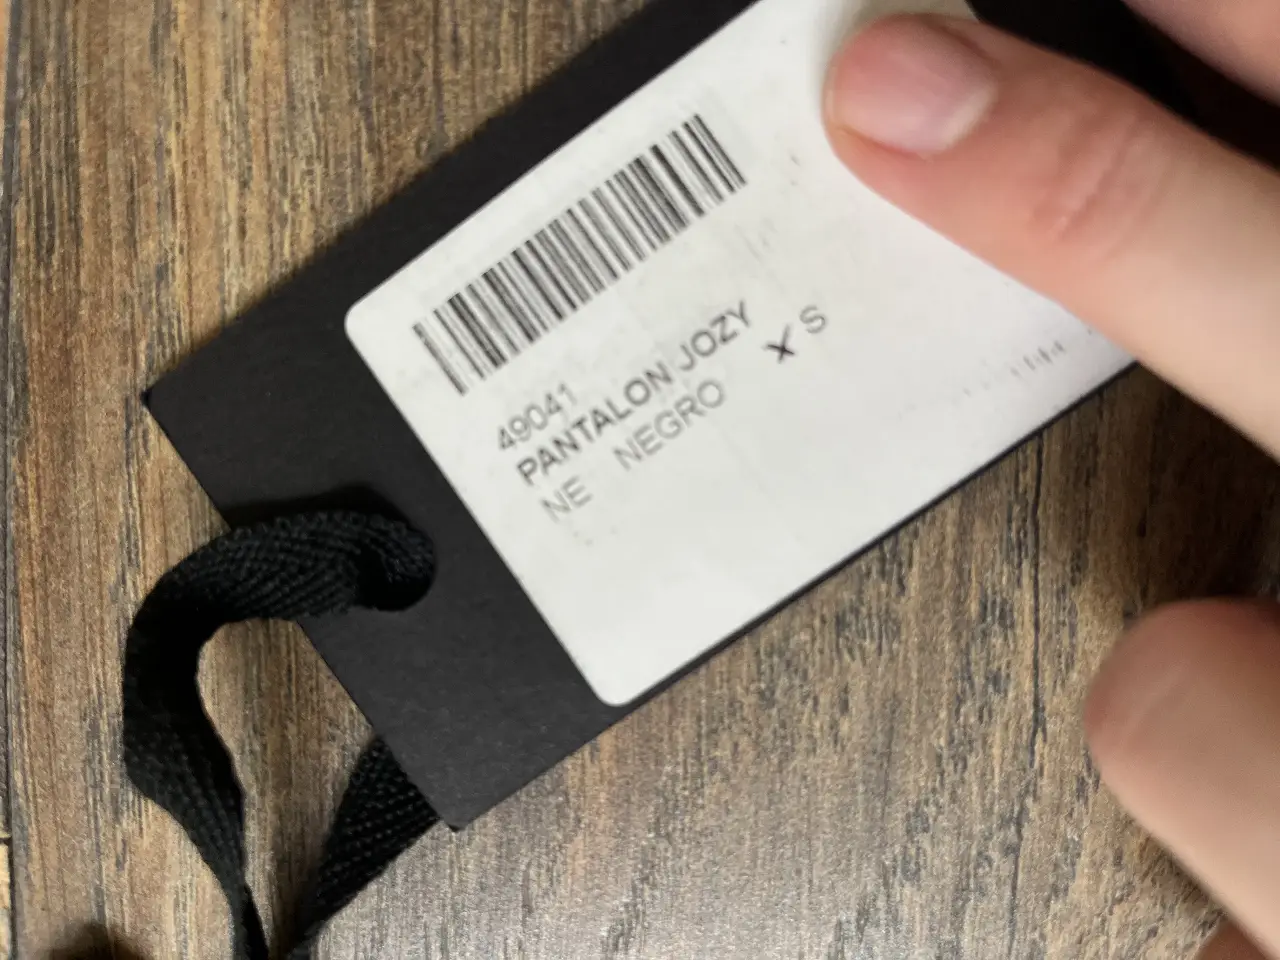 49041
PANTALON JOZY
NE NEGRO X S